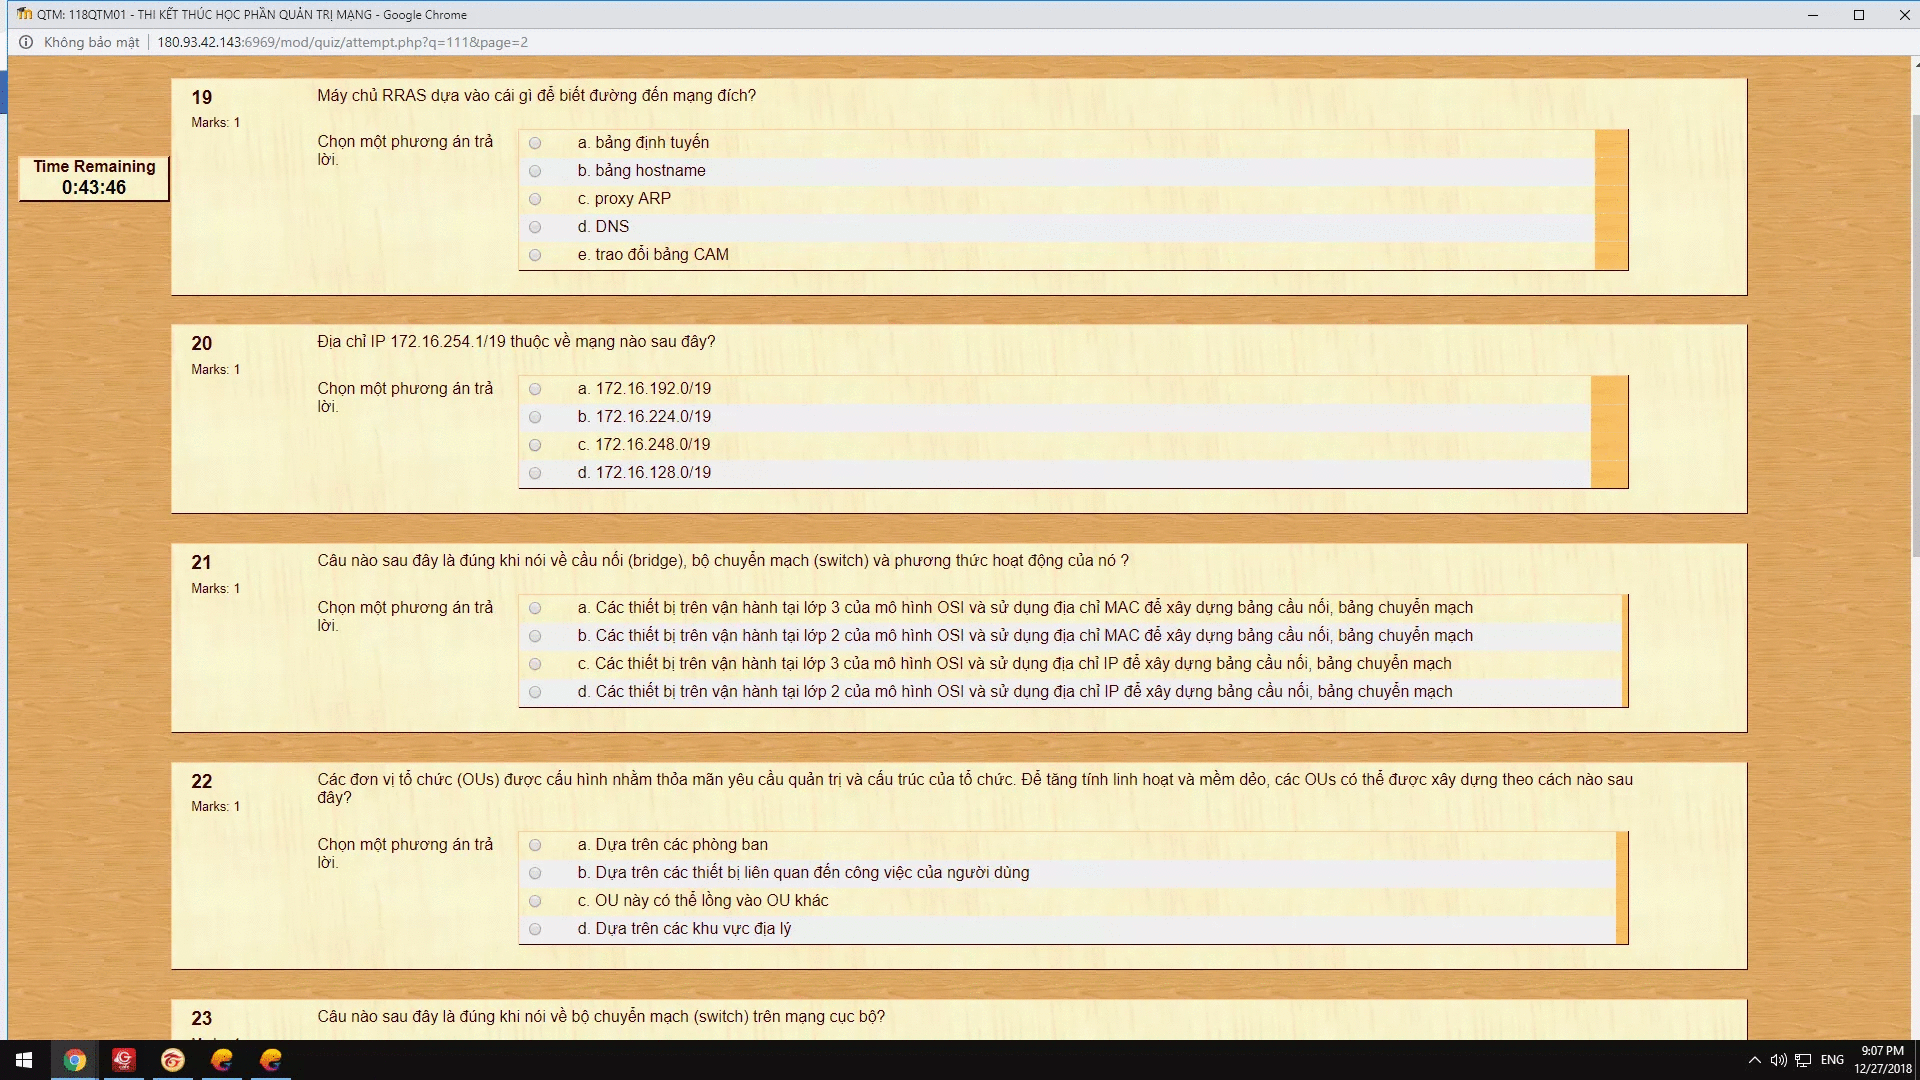 QTM: 118QTM01 - THI KẾT THÚC HỌC PHẦN QUẢN TRỊ MẠNG - Google Chrome
Không bảo mật | 180.93.42.143:6969/mod/quiz/attempt.php?q=111&page=2
Time Remaining
0:43:46
19
Marks: 1
Máy chủ RRAS dựa vào cái gì để biết đường đến mạng đích?
Chọn một phương án trả
lời.
a. bảng định tuyến
b. bảng hostname
c. proxy ARP
d. DNS
e. trao đổi bảng CAM
20
Marks: 1
Địa chỉ IP 172.16.254.1/19 thuộc về mạng nào sau đây?
Chọn một phương án trả
lời.
a. 172.16.192.0/19
b. 172.16.224.0/19
c. 172.16.248.0/19
d. 172.16.128.0/19
21
Marks: 1
Câu nào sau đây là đúng khi nói về cầu nối (bridge), bộ chuyển mạch (switch) và phương thức hoạt động của nó ?
Chọn một phương án trả
lời.
a. Các thiết bị trên vận hành tại lớp 3 của mô hình OSI và sử dụng địa chỉ MAC để xây dựng bảng cầu nối, bảng chuyển mạch
b. Các thiết bị trên vận hành tại lớp 2 của mô hình OSI và sử dụng địa chỉ MAC để xây dựng bảng cầu nối, bảng chuyển mạch
c. Các thiết bị trên vận hành tại lớp 3 của mô hình OSI và sử dụng địa chỉ IP để xây dựng bảng cầu nối, bảng chuyển mạch
d. Các thiết bị trên vận hành tại lớp 2 của mô hình OSI và sử dụng địa chỉ IP để xây dựng bảng cầu nối, bảng chuyển mạch
22
Marks: 1
Các đơn vị tổ chức (OUs) được cấu hình nhằm thỏa mãn yêu cầu quản trị và cấu trúc của tổ chức. Để tăng tính linh hoạt và mềm dẻo, các OUs có thể được xây dựng theo cách nào sau
đây?
Chọn một phương án trả
lời.
a. Dựa trên các phòng ban
b. Dựa trên các thiết bị liên quan đến công việc của người dùng
c. OU này có thể lồng vào OU khác
d. Dựa trên các khu vực địa lý
23
Câu nào sau đây là đúng khi nói về bộ chuyển mạch (switch) trên mạng cục bộ?
ENG
9:07 PM
12/27/2018